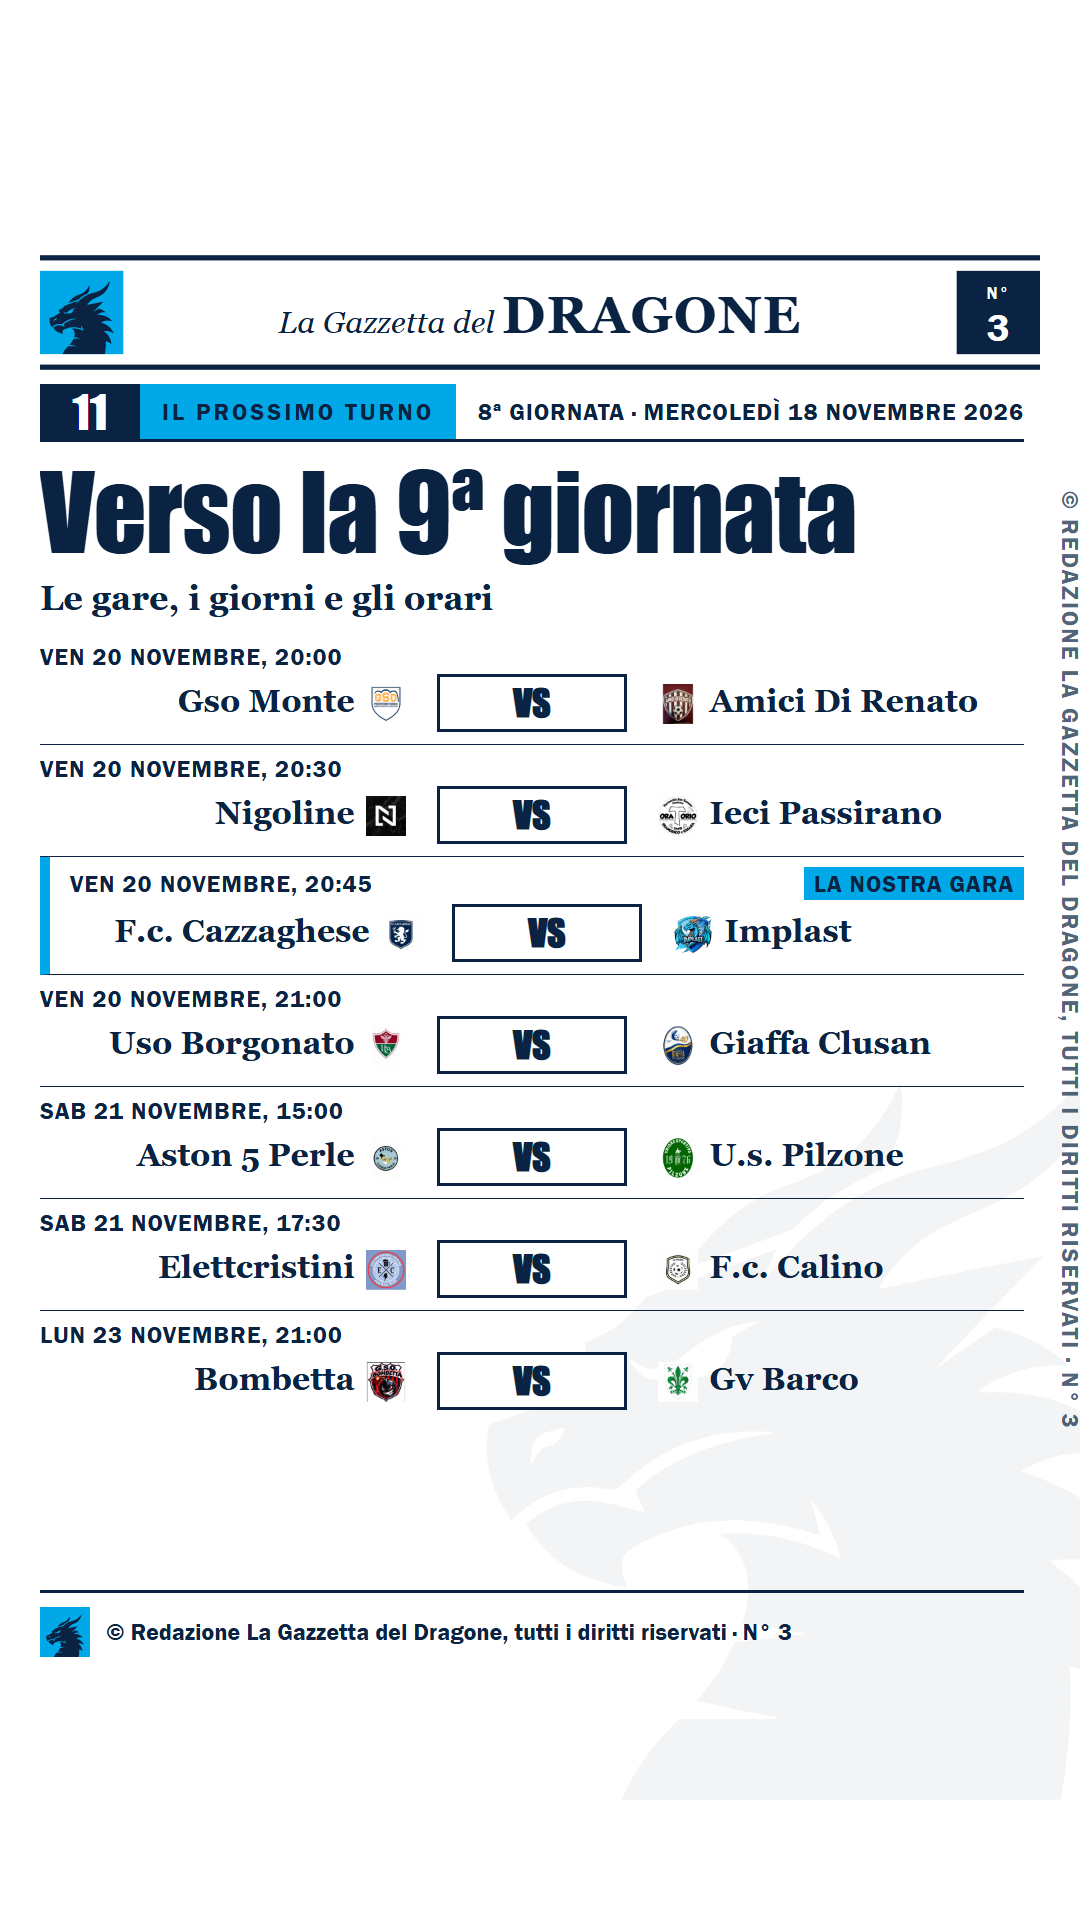 La Gazzetta del DRAGONE
N°
3
11
IL PROSSIMO TURNO
8ª GIORNATA · MERCOLEDÌ 18 NOVEMBRE 2026
Verso la 9ª giornata
Le gare, i giorni e gli orari
VEN 20 NOVEMBRE, 20:00
Gso Monte VS Amici Di Renato
VEN 20 NOVEMBRE, 20:30
Nigoline VS Ieci Passirano
VEN 20 NOVEMBRE, 20:45
LA NOSTRA GARA
F.c. Cazzaghese VS Implast
VEN 20 NOVEMBRE, 21:00
Uso Borgonato VS Giaffa Clusan
SAB 21 NOVEMBRE, 15:00
Aston 5 Perle VS U.s. Pilzone
SAB 21 NOVEMBRE, 17:30
Elettcristini VS F.c. Calino
LUN 23 NOVEMBRE, 21:00
Bombetta VS Gv Barco
© Redazione La Gazzetta del Dragone, tutti i diritti riservati · N° 3
© REDAZIONE LA GAZZETTA DEL DRAGONE, TUTTI I DIRITTI RISERVATI · N° 3